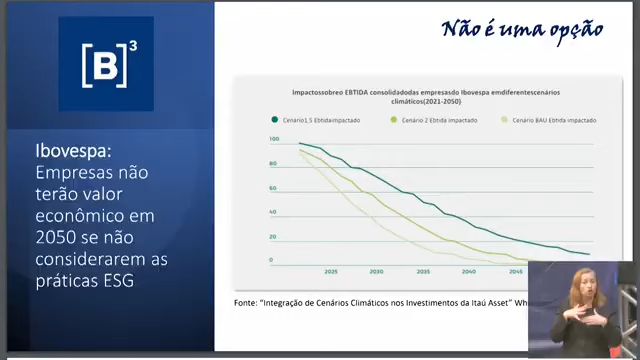 Não é uma opção
[B]³
Ibovespa:
Empresas não
terão valor
econômico em
2050 se não
considerarem as
práticas ESG
Impactossobreo EBTIDA consolidadodas empresasdo Ibovespa emdiferentescenários
climáticos(2021-2050)
Cenário1,5 Ebtidaimpactado
Cenário 2 Ebtida impactado
Cenário BAU Ebtida impactado
100
80
60
40
20
0
2025
2030
2035
2040
2045
Fonte: "Integração de Cenários Climáticos nos Investimentos da Itaú Asset"